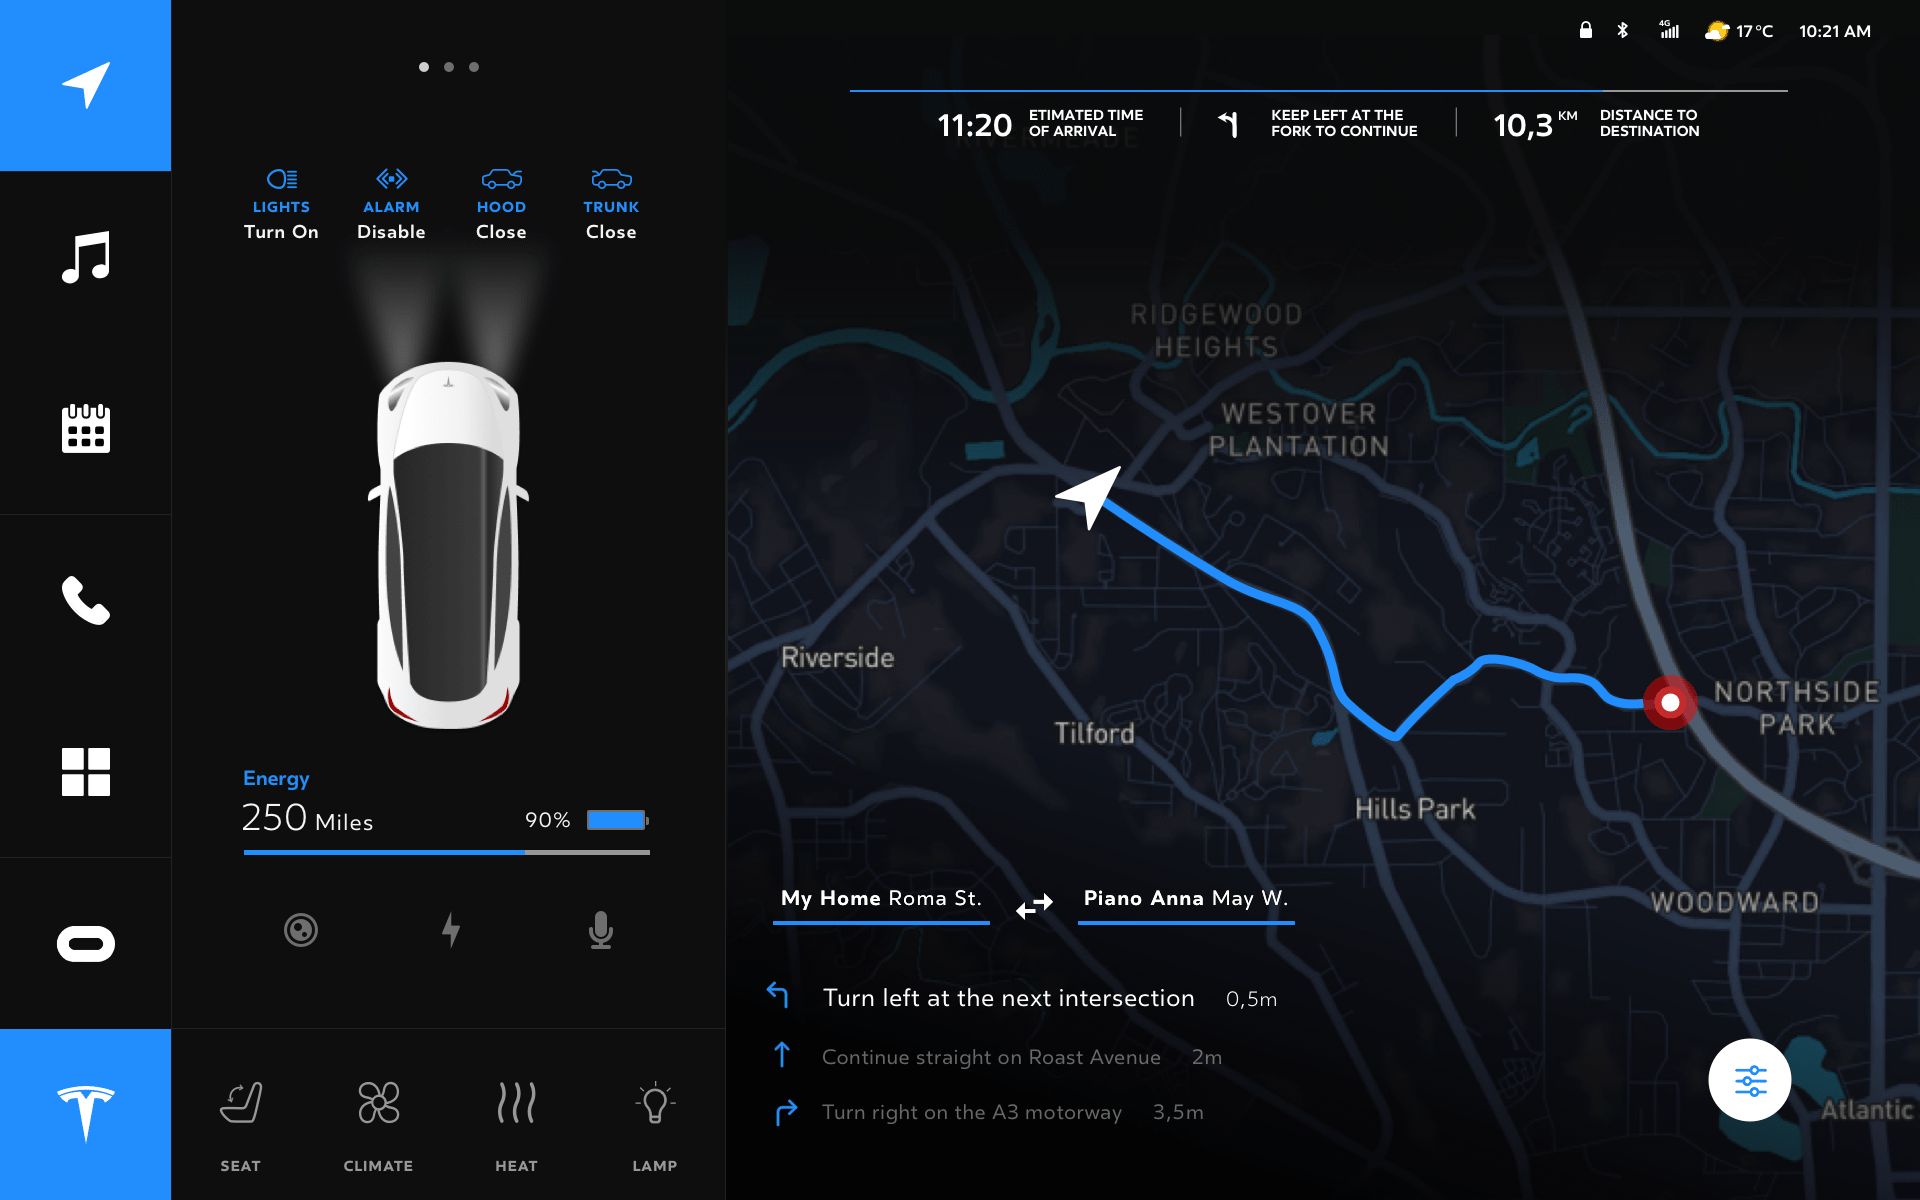 4G
17°C
10:21 AM
11:20
ETIMATED TIME
OF ARRIVAL
KEEP LEFT AT THE
FORK TO CONTINUE
10,3 KM
DISTANCE TO
DESTINATION
RIVERMEADE
LIGHTS
Turn On
ALARM
Disable
HOOD
Close
TRUNK
Close
Energy
250 Miles
90%
SEAT
CLIMATE
HEAT
LAMP
RIDGEWOOD
HEIGHTS
WESTOVER
PLANTATION
Riverside
Tilford
NORTHSIDE
PARK
Hills Park
WOODWARD
Atlantic
My Home Roma St.
Piano Anna May W.
Turn left at the next intersection 0,5m
Continue straight on Roast Avenue 2m
Turn right on the A3 motorway 3,5m